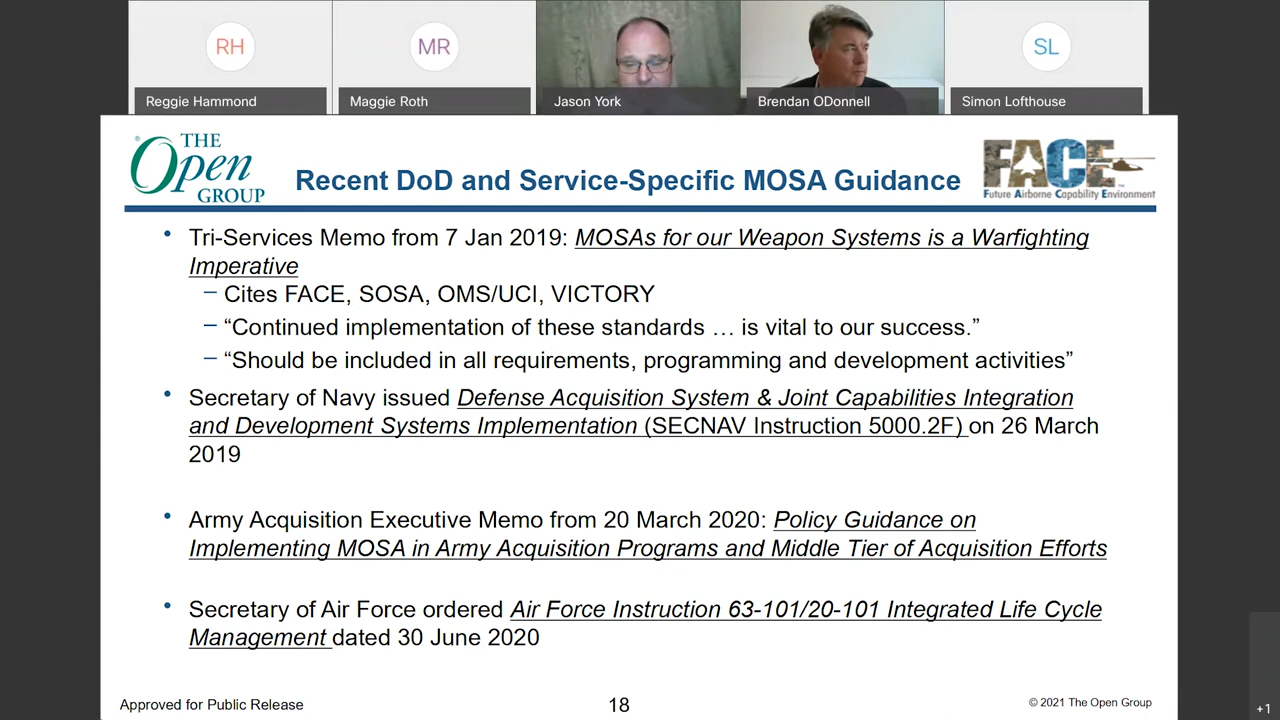 RH
MR
SL
Reggie Hammond
Maggie Roth
Jason York
Brendan ODonnell
Simon Lofthouse
®
THE
Open
GROUP
Recent DoD and Service-Specific MOSA Guidance
FACE™
Future Airborne Capability Environment
• Tri-Services Memo from 7 Jan 2019: MOSAs for our Weapon Systems is a Warfighting
Imperative
– Cites FACE, SOSA, OMS/UCI, VICTORY
– “Continued implementation of these standards … is vital to our success.”
– “Should be included in all requirements, programming and development activities”
• Secretary of Navy issued Defense Acquisition System & Joint Capabilities Integration
and Development Systems Implementation (SECNAV Instruction 5000.2F) on 26 March
2019
• Army Acquisition Executive Memo from 20 March 2020: Policy Guidance on
Implementing MOSA in Army Acquisition Programs and Middle Tier of Acquisition Efforts
• Secretary of Air Force ordered Air Force Instruction 63-101/20-101 Integrated Life Cycle
Management dated 30 June 2020
Approved for Public Release
18
© 2021 The Open Group
+1